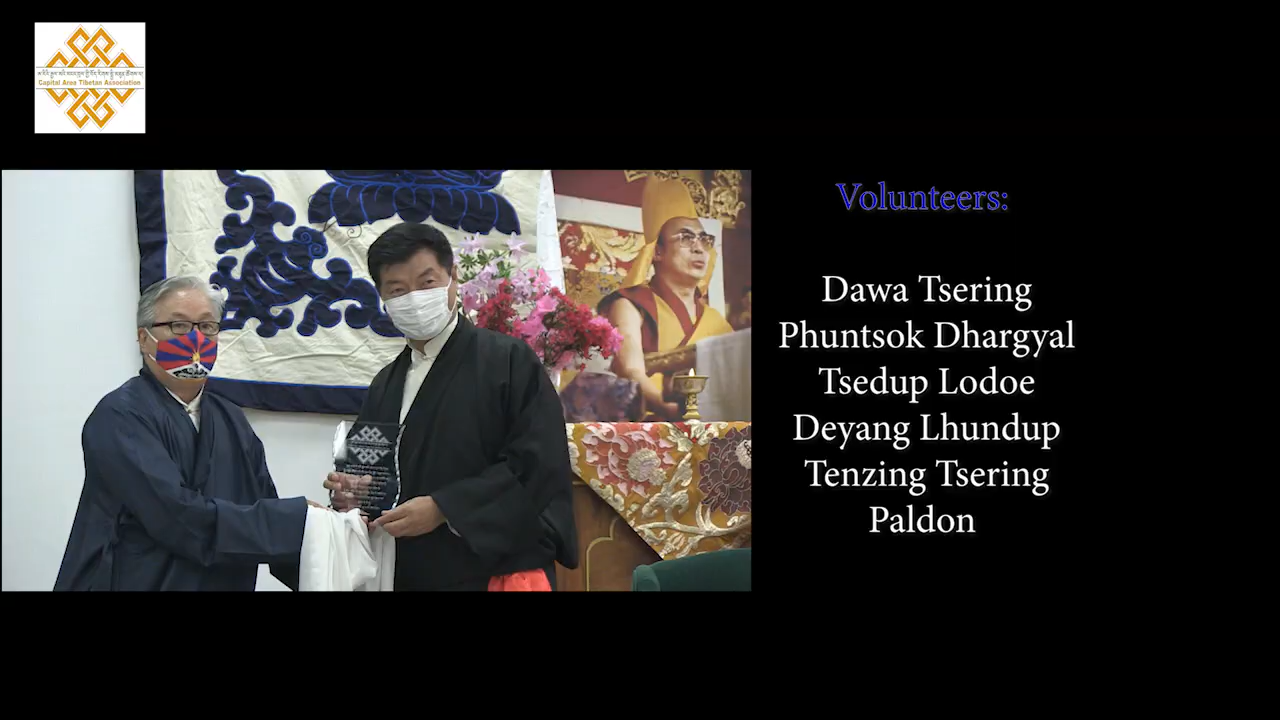 Capital Area Tibetan Association
Volunteers:
Dawa Tsering
Phuntsok Dhargyal
Tsedup Lodoe
Deyang Lhundup
Tenzing Tsering
Paldon